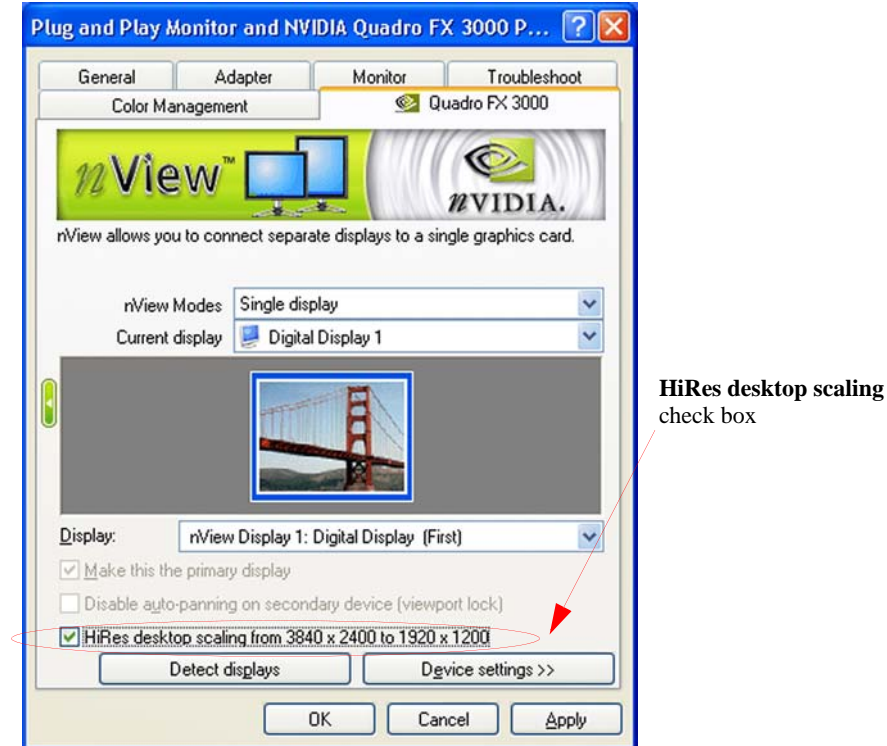 Plug and Play Monitor and NVIDIA Quadro FX 3000 P...
General Adapter Monitor Troubleshoot
Color Management Quadro FX 3000
nView™
nVIDIA.
nView allows you to connect separate displays to a single graphics card.
nView Modes Single display
Current display Digital Display 1
HiRes desktop scaling
check box
Display: nView Display 1: Digital Display (First)
Make this the primary display
Disable auto-panning on secondary device (viewport lock)
HiRes desktop scaling from 3840 x 2400 to 1920 x 1200
Detect displays Device settings >>
OK Cancel Apply